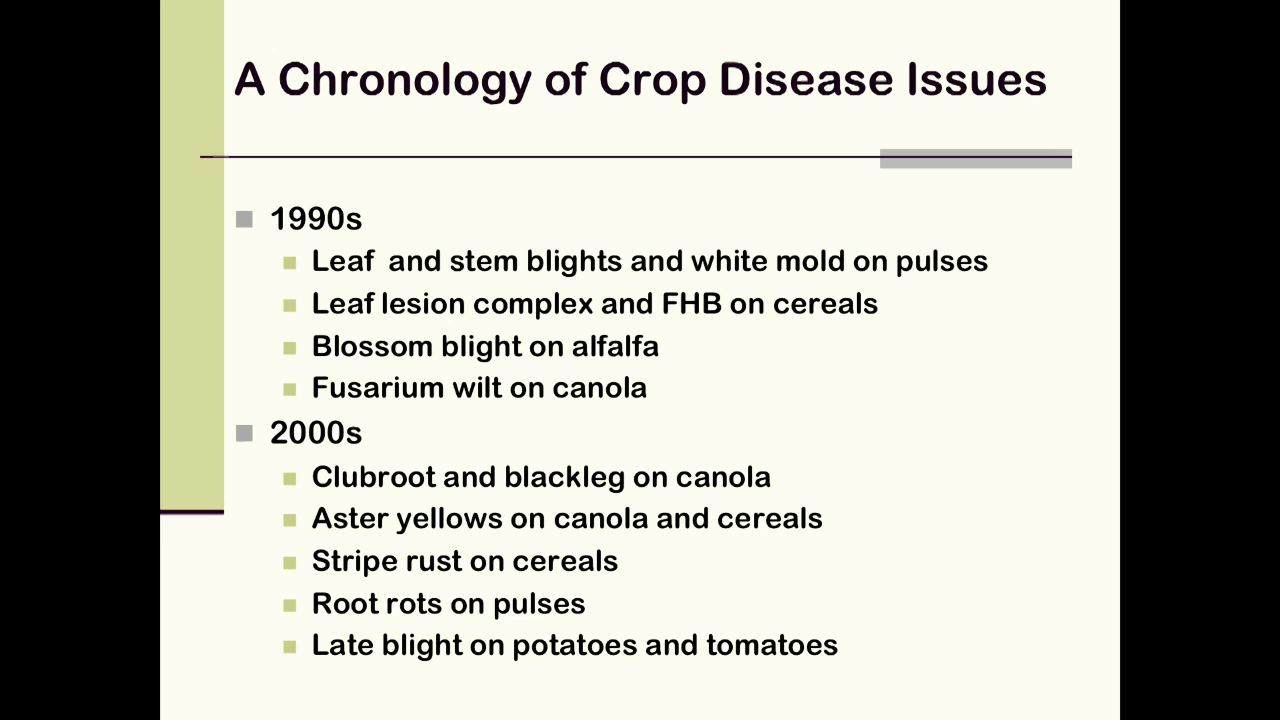 A Chronology of Crop Disease Issues
1990s
Leaf and stem blights and white mold on pulses
Leaf lesion complex and FHB on cereals
Blossom blight on alfalfa
Fusarium wilt on canola
2000s
Clubroot and blackleg on canola
Aster yellows on canola and cereals
Stripe rust on cereals
Root rots on pulses
Late blight on potatoes and tomatoes